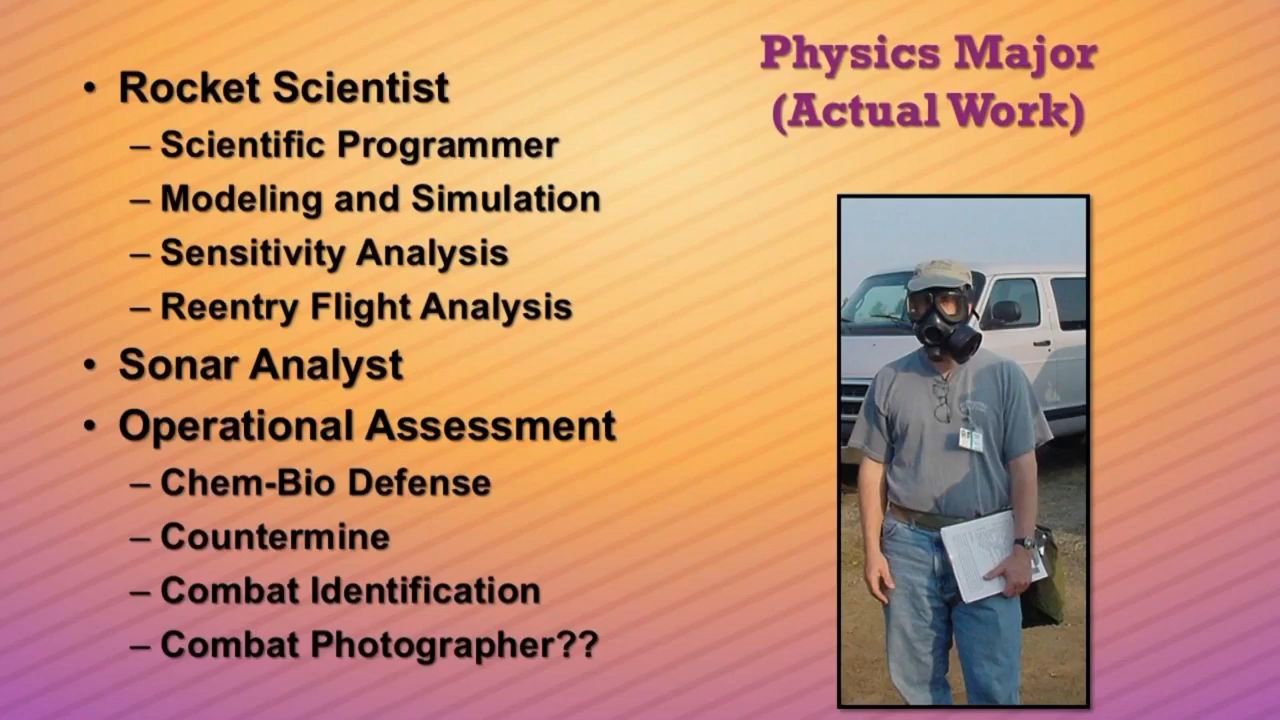 Physics Major
(Actual Work)
• Rocket Scientist
– Scientific Programmer
– Modeling and Simulation
– Sensitivity Analysis
– Reentry Flight Analysis
• Sonar Analyst
• Operational Assessment
– Chem-Bio Defense
– Countermine
– Combat Identification
– Combat Photographer??